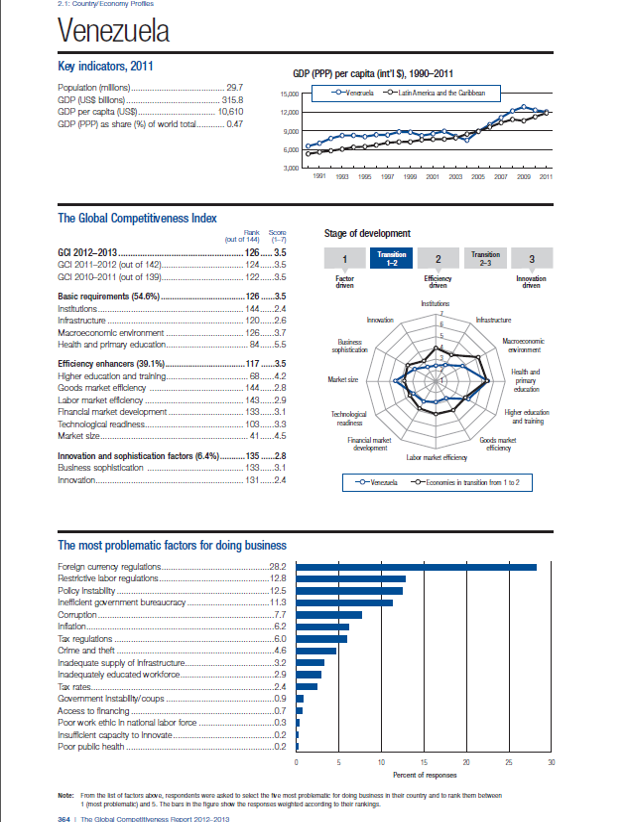 2.1: Country/Economy Profiles
Venezuela
Key indicators, 2011
Population (millions)........................................ 29.7
GDP (US$ billions)........................................ 315.8
GDP per capita (US$)........................................ 10,610
GDP (PPP) as share (%) of world total............ 0.47
GDP (PPP) per capita (int'l $), 1990–2011
Venezuela
Latin America and the Caribbean
15,000
12,000
9,000
6,000
3,000
1991 1993 1995 1997 1999 2001 2003 2005 2007 2009 2011
The Global Competitiveness Index
Rank Score
(out of 144) (1–7)
GCI 2012–2013........................................ 126 ..... 3.5
GCI 2011–2012 (out of 142)........................................ 124 ..... 3.5
GCI 2010–2011 (out of 139)........................................ 122 ..... 3.5
Basic requirements (54.6%)........................................ 126 ..... 3.5
Institutions........................................ 144 ..... 2.4
Infrastructure........................................ 120 ..... 2.6
Macroeconomic environment........................................ 126 ..... 3.7
Health and primary education........................................ 84 ..... 5.5
Efficiency enhancers (39.1%)........................................ 117 ..... 3.5
Higher education and training........................................ 68 ..... 4.2
Goods market efficiency........................................ 144 ..... 2.8
Labor market efficiency........................................ 143 ..... 2.9
Financial market development........................................ 133 ..... 3.1
Technological readiness........................................ 103 ..... 3.3
Market size........................................ 41 ..... 4.5
Innovation and sophistication factors (6.4%)........... 135 ..... 2.8
Business sophistication........................................ 133 ..... 3.1
Innovation........................................ 131 ..... 2.4
Stage of development
1
Transition
1–2
2
Transition
2–3
3
Factor
driven
Efficiency
driven
Innovation
driven
Institutions
Infrastructure
Macroeconomic
environment
Health and
primary
education
Higher education
and training
Goods market
efficiency
Labor market efficiency
Financial market
development
Technological
readiness
Market size
Business
sophistication
Innovation
7
6
5
4
3
2
1
Venezuela
Economies in transition from 1 to 2
The most problematic factors for doing business
Foreign currency regulations........................................ 28.2
Restrictive labor regulations........................................ 12.8
Policy instability........................................ 12.5
Inefficient government bureaucracy........................................ 11.3
Corruption........................................ 7.7
Inflation........................................ 6.2
Tax regulations........................................ 6.0
Crime and theft........................................ 4.6
Inadequate supply of infrastructure........................................ 3.2
Inadequately educated workforce........................................ 2.9
Tax rates........................................ 2.4
Government instability/coups........................................ 0.9
Access to financing........................................ 0.7
Poor work ethic in national labor force........................................ 0.3
Insufficient capacity to innovate........................................ 0.2
Poor public health........................................ 0.2
0 5 10 15 20 25 30
Percent of responses
Note: From the list of factors above, respondents were asked to select the five most problematic for doing business in their country and to rank them between
1 (most problematic) and 5. The bars in the figure show the responses weighted according to their rankings.
364 | The Global Competitiveness Report 2012–2013